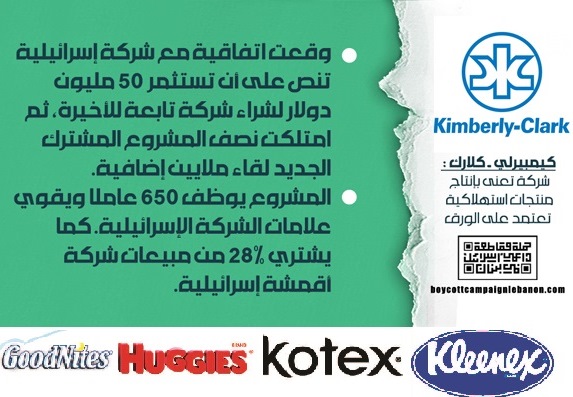 وقعت اتفاقية مع شركة إسرائيلية
تنص على أن تستثمر 50 مليون
دولار لشراء شركة تابعة للأخيرة، ثم
امتلكت نصف المشروع المشترك
الجديد لقاء ملايين إضافية.
المشروع يوظف 650 عاملا ويقوي
علامات الشركة الإسرائيلية. كما
يشتري 28% من مبيعات شركة
أقمشة إسرائيلية.
Kimberly-Clark
كيمبيرلي ـ كلارك :
شركة تعنى بإنتاج
منتجات استهلاكية
تعتمد على الورق
حملة مقاطعة
داعمي إسرائيل
في لبنان
boycottcampaignlebanon.com
GoodNites HUGGIES Kotex Kleenex